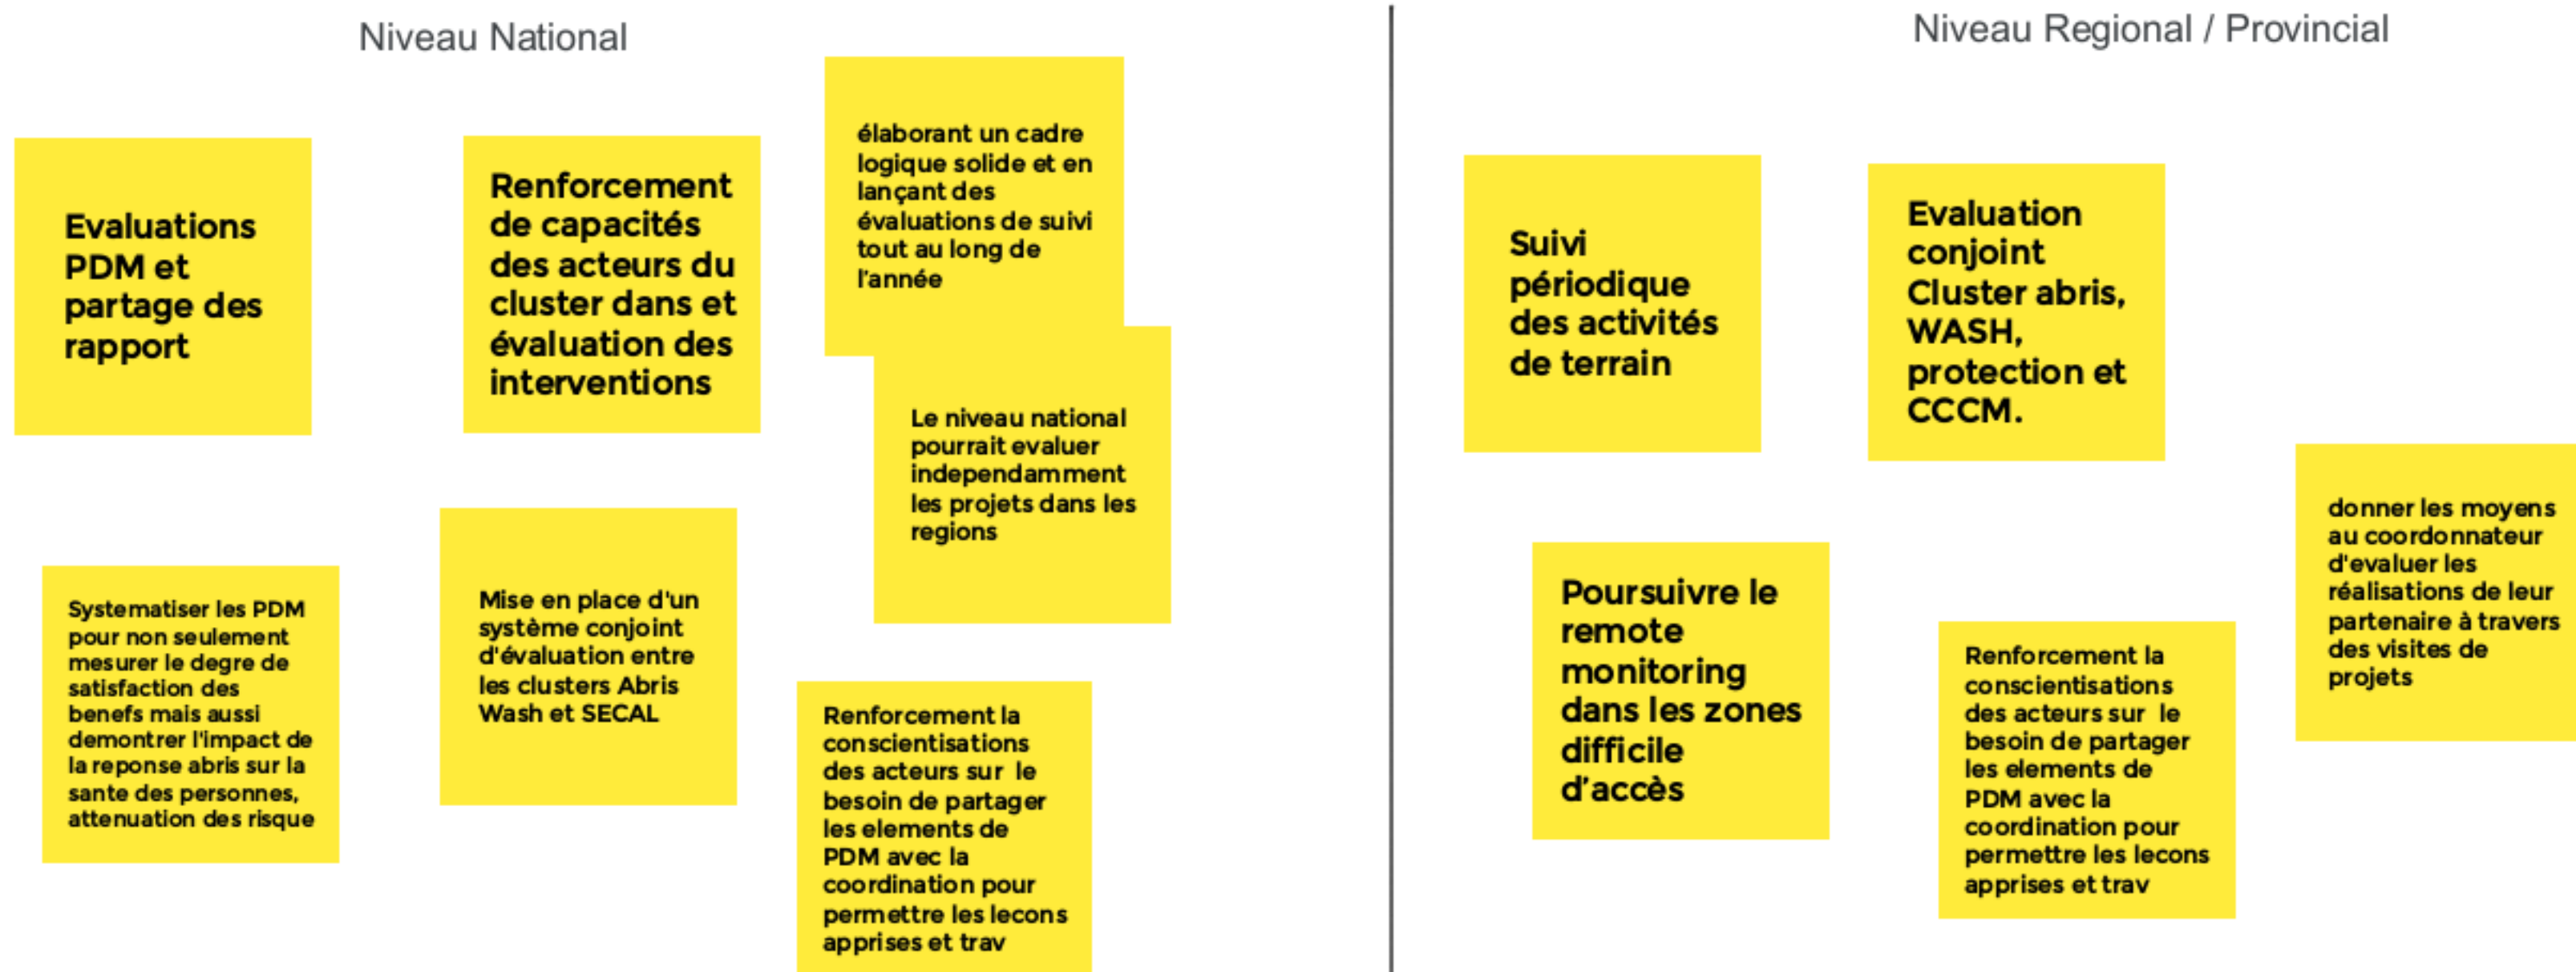 Niveau National
Evaluations
PDM et
partage des
rapport
Renforcement
de capacités
des acteurs du
cluster dans et
évaluation des
interventions
élaborant un cadre
logique solide et en
lançant des
évaluations de suivi
tout au long de
l'année
Le niveau national
pourrait evaluer
independamment
les projets dans les
regions
Systematiser les PDM
pour non seulement
mesurer le degre de
satisfaction des
benefs mais aussi
demontrer l'impact de
la reponse abris sur la
sante des personnes,
attenuation des risque
Mise en place d'un
système conjoint
d'évaluation entre
les clusters Abris
Wash et SECAL
Renforcement la
conscientisations
des acteurs sur  le
besoin de partager
les elements de
PDM avec la
coordination pour
permettre les lecons
apprises et trav
Niveau Regional / Provincial
Suivi
périodique
des activités
de terrain
Evaluation
conjoint
Cluster abris,
WASH,
protection et
CCCM.
donner les moyens
au coordonnateur
d'evaluer les
réalisations de leur
partenaire à travers
des visites de
projets
Poursuivre le
remote
monitoring
dans les zones
difficile
d'accès
Renforcement la
conscientisations
des acteurs sur  le
besoin de partager
les elements de
PDM avec la
coordination pour
permettre les lecons
apprises et trav